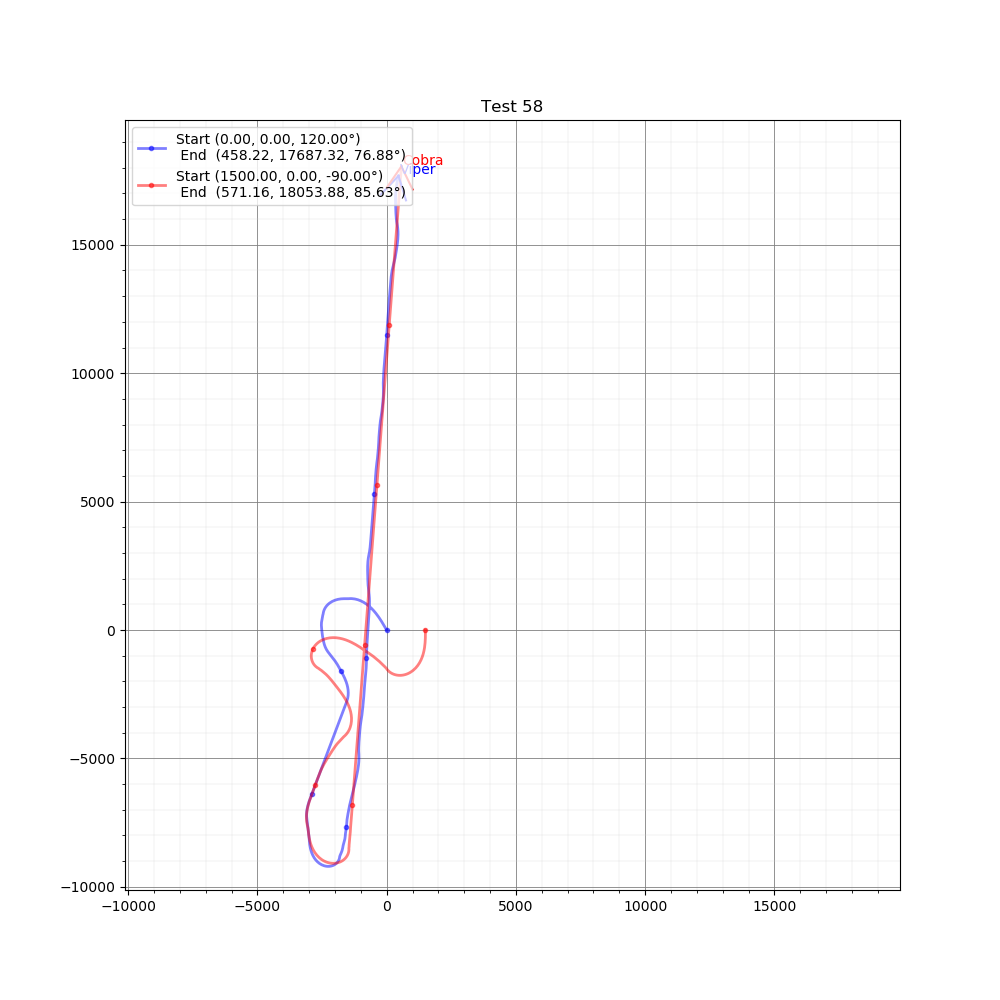 Test 58
Start (0.00, 0.00, 120.00°)
End (458.22, 17687.32, 76.88°)
Start (1500.00, 0.00, -90.00°)
End (571.16, 18053.88, 85.63°)
Cobra
Viper
15000
10000
5000
0
−5000
−10000
−10000 −5000 0 5000 10000 15000